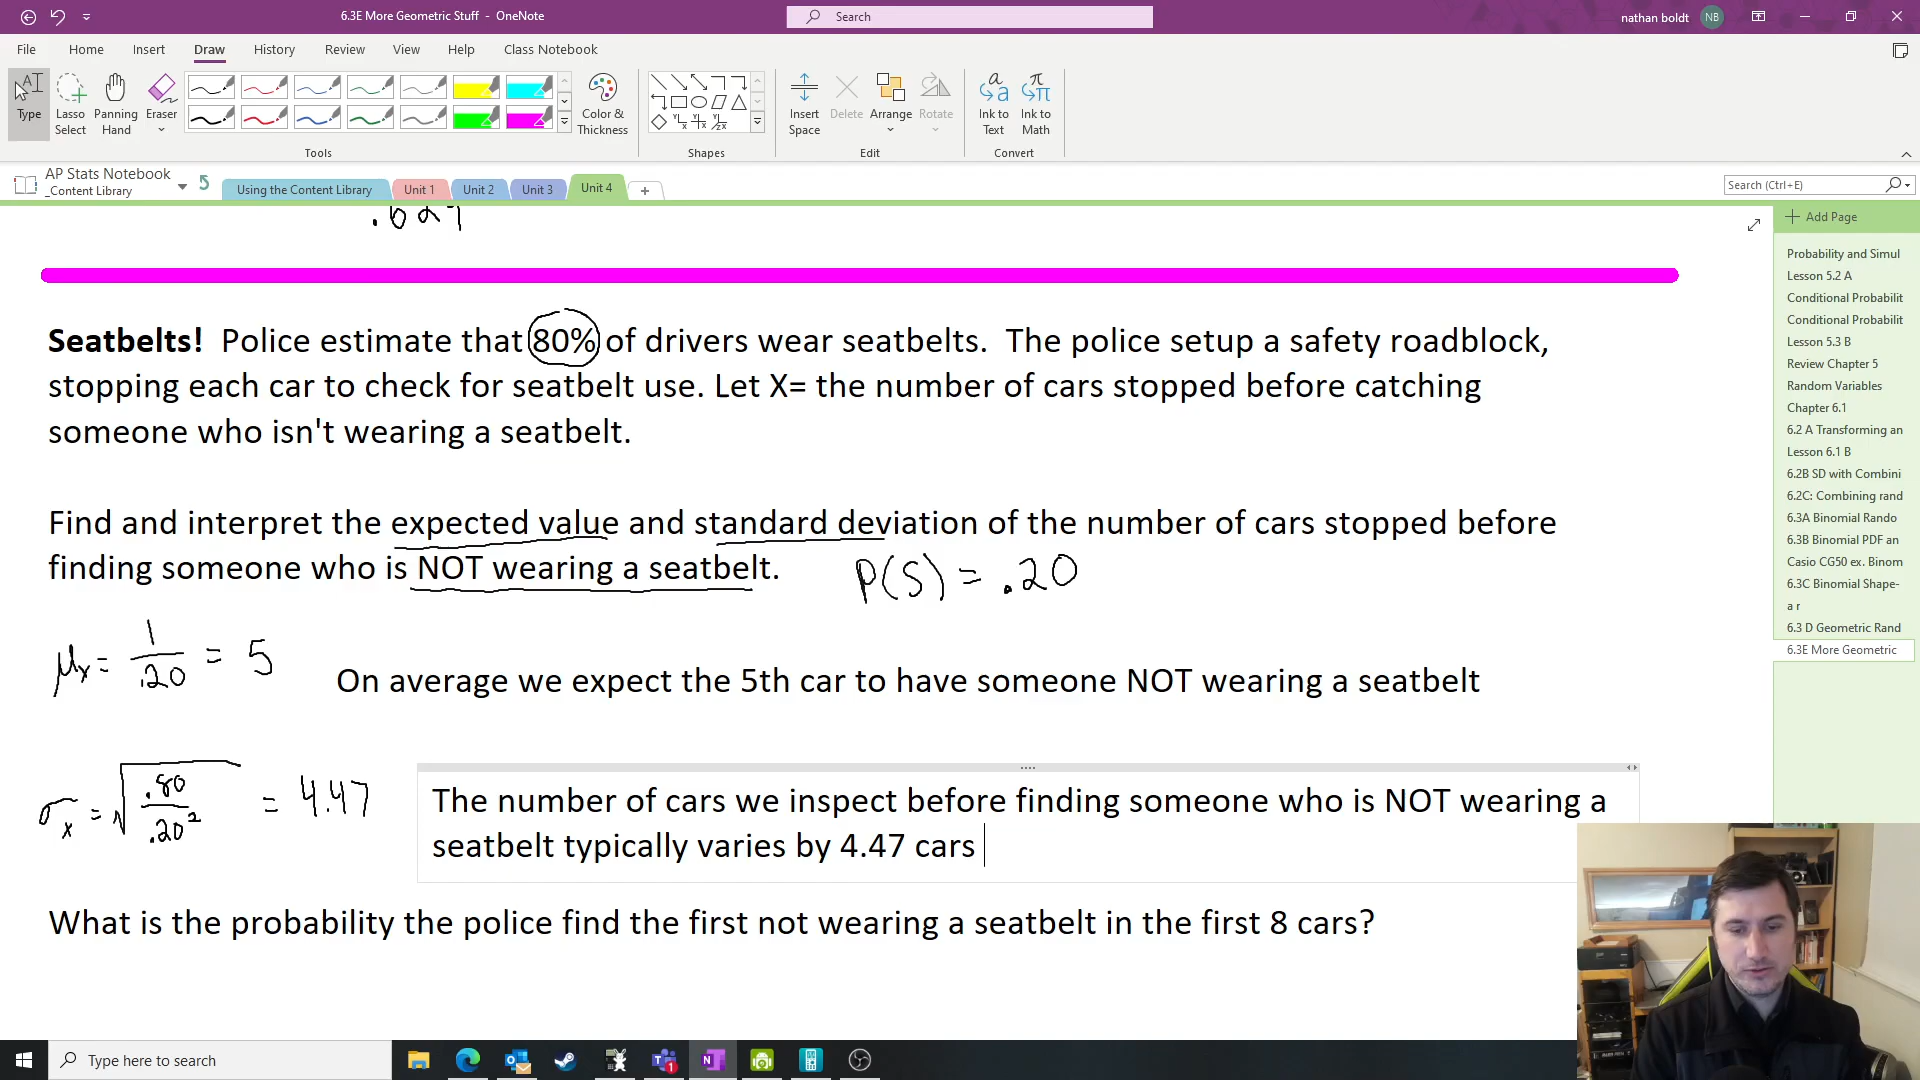 6.3E More Geometric Stuff - OneNote
Search
nathan boldt NB
File Home Insert Draw History Review View Help Class Notebook
Type
Lasso Select
Panning Hand
Eraser
Color & Thickness
Insert Space
Delete
Arrange
Rotate
Ink to Text
Ink to Math
Tools Shapes Edit Convert
AP Stats Notebook
_Content Library
Using the Content Library Unit 1 Unit 2 Unit 3 Unit 4 +
Search (Ctrl+E)
Add Page
Probability and Simul
Lesson 5.2 A
Conditional Probabilit
Conditional Probabilit
Lesson 5.3 B
Review Chapter 5
Random Variables
Chapter 6.1
6.2 A Transforming an
Lesson 6.1 B
6.2B SD with Combini
6.2C: Combining rand
6.3A Binomial Rando
6.3B Binomial PDF an
Casio CG50 ex. Binom
6.3C Binomial Shape-
a r
6.3 D Geometric Rand
6.3E More Geometric
Seatbelts! Police estimate that 80% of drivers wear seatbelts. The police setup a safety roadblock,
stopping each car to check for seatbelt use. Let X= the number of cars stopped before catching
someone who isn't wearing a seatbelt.
Find and interpret the expected value and standard deviation of the number of cars stopped before
finding someone who is NOT wearing a seatbelt. P(S) = .20
μx = 1/.20 = 5
On average we expect the 5th car to have someone NOT wearing a seatbelt
σx = √(.80/.20²) = 4.47
The number of cars we inspect before finding someone who is NOT wearing a
seatbelt typically varies by 4.47 cars
What is the probability the police find the first not wearing a seatbelt in the first 8 cars?
Type here to search